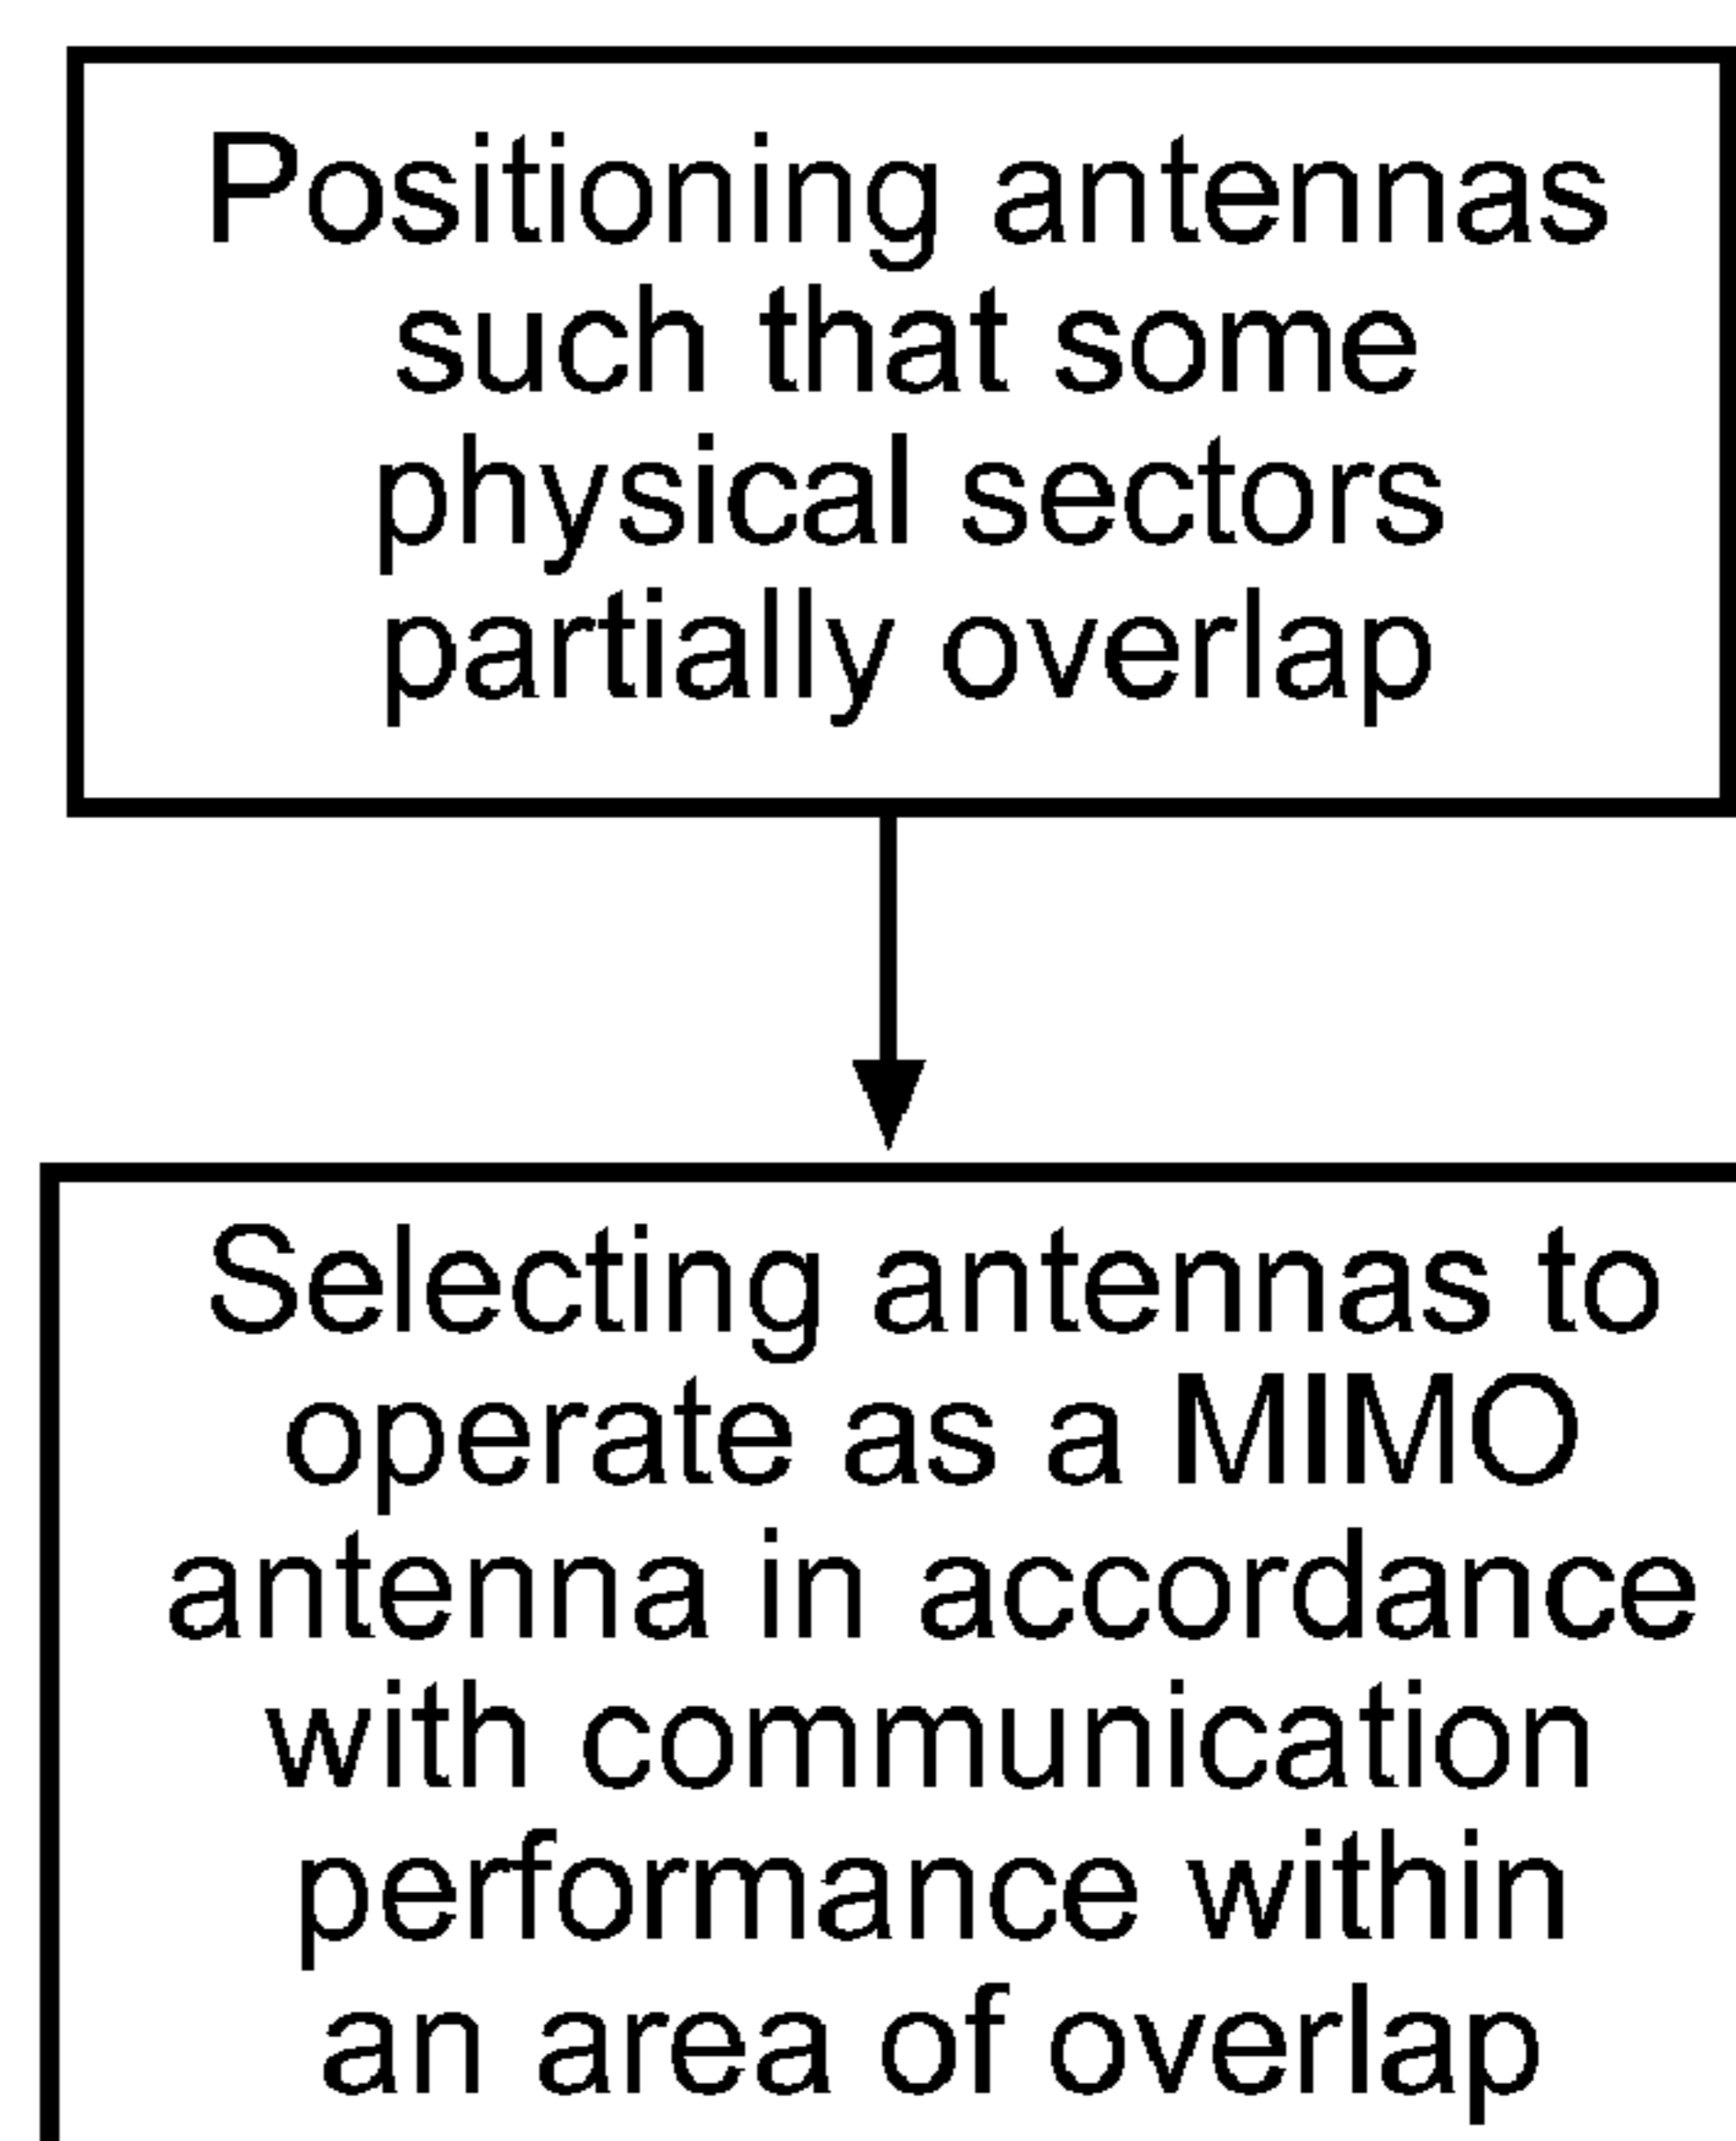 Positioning antennas
such that some
physical sectors
partially overlap
Selecting antennas to
operate as a MIMO
antenna in accordance
with communication
performance within
an area of overlap